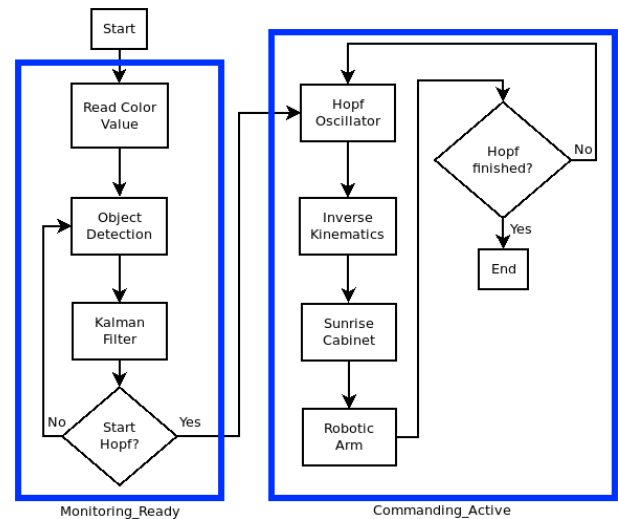 Start
Read Color
Value
Object
Detection
Kalman
Filter
Start
Hopf?
No
Yes
Monitoring_Ready
Hopf
Oscillator
Inverse
Kinematics
Sunrise
Cabinet
Robotic
Arm
Hopf
finished?
No
Yes
End
Commanding_Active